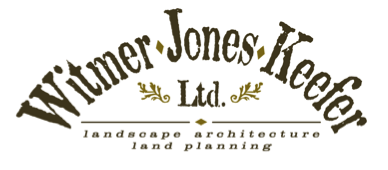 Witmer Jones Keefer
Ltd.
landscape architecture
land planning